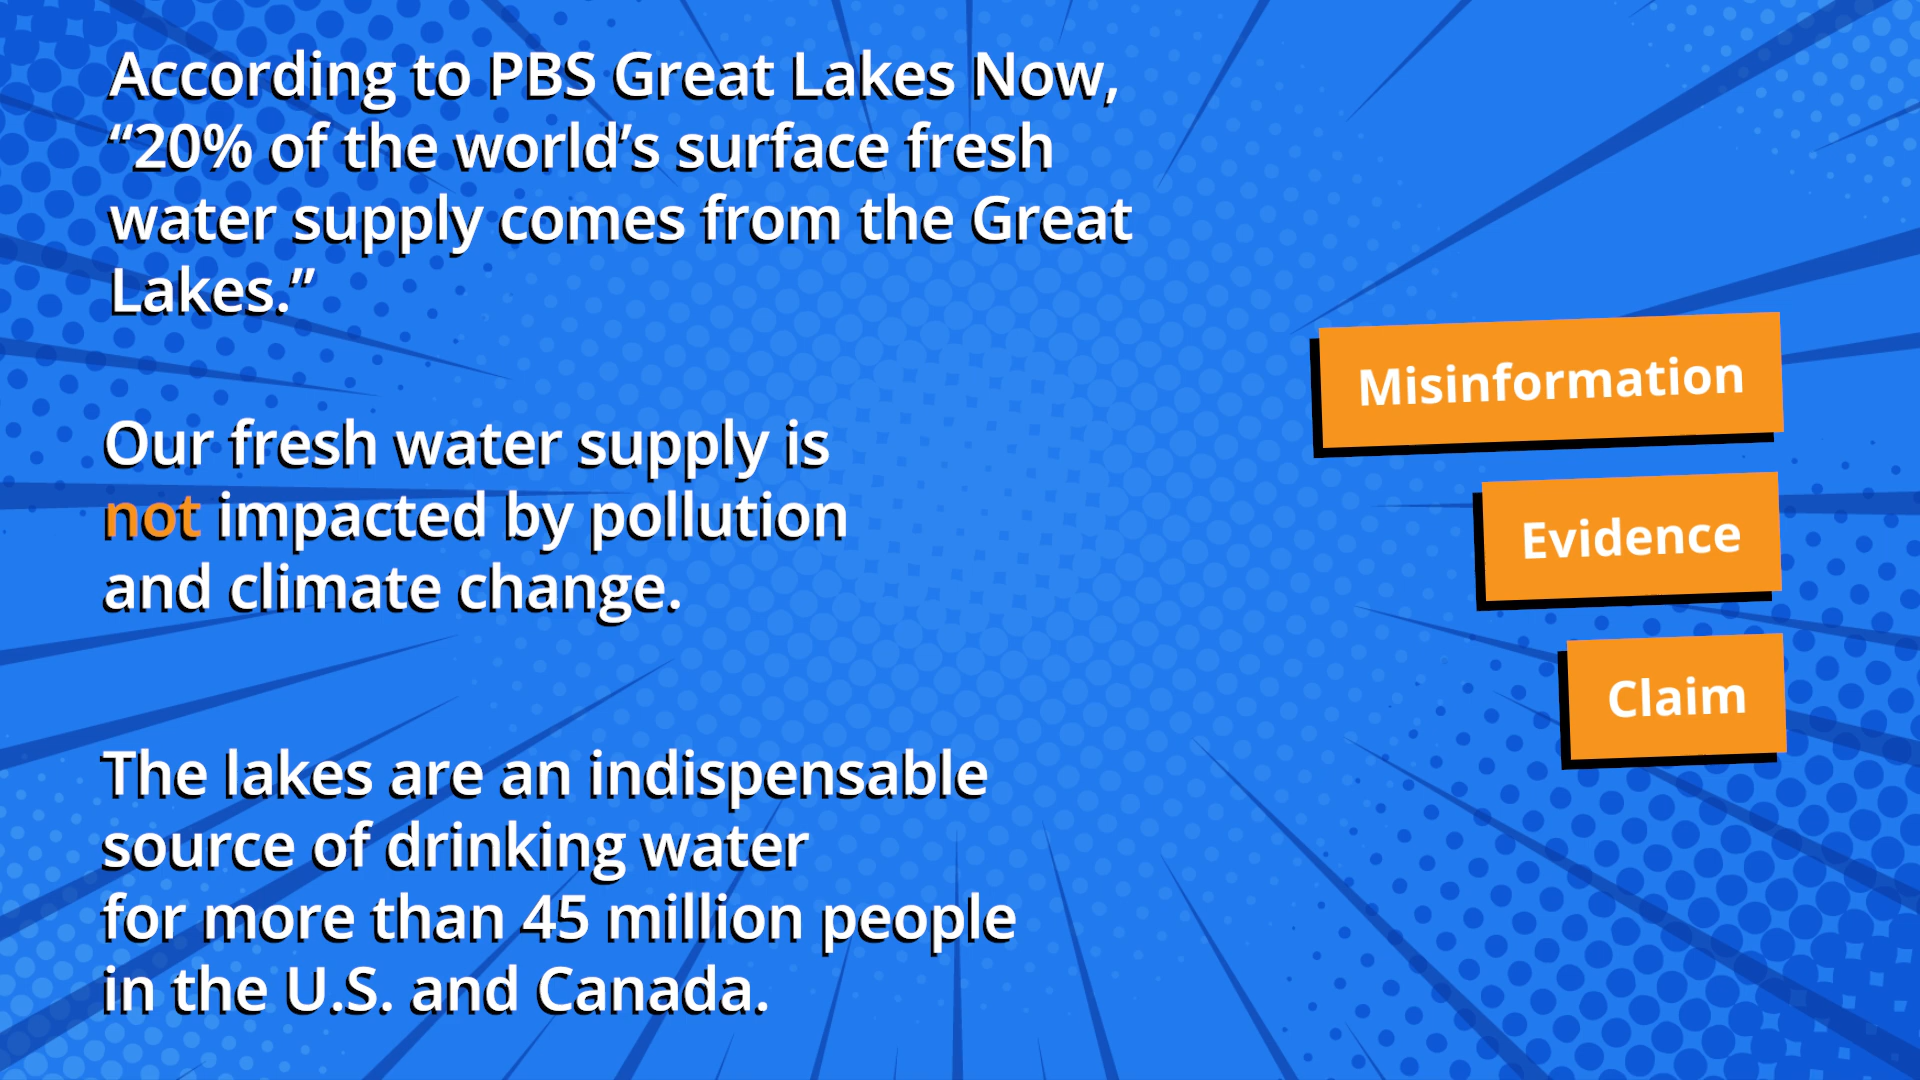 According to PBS Great Lakes Now,
“20% of the world’s surface fresh
water supply comes from the Great
Lakes.”
Our fresh water supply is
not impacted by pollution
and climate change.
The lakes are an indispensable
source of drinking water
for more than 45 million people
in the U.S. and Canada.
Misinformation
Evidence
Claim